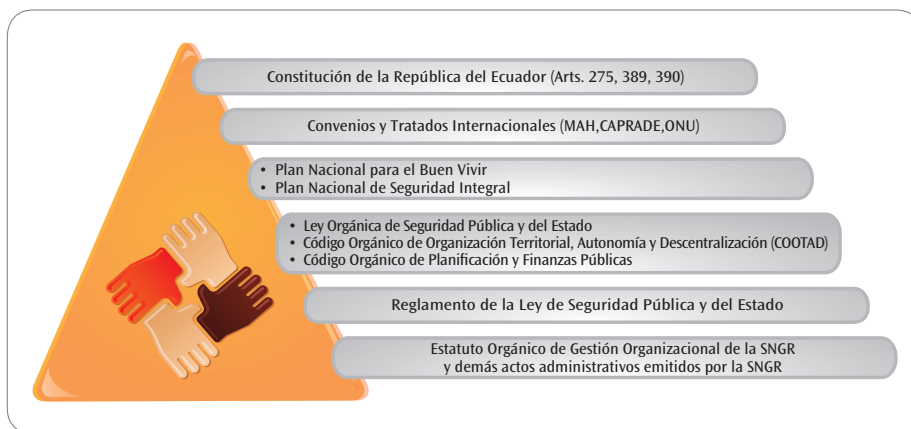 Constitución de la República del Ecuador (Arts. 275, 389, 390)
Convenios y Tratados Internacionales (MAH,CAPRADE,ONU)
• Plan Nacional para el Buen Vivir
• Plan Nacional de Seguridad Integral
• Ley Orgánica de Seguridad Pública y del Estado
• Código Orgánico de Organización Territorial, Autonomía y Descentralización (COOTAD)
• Código Orgánico de Planificación y Finanzas Públicas
Reglamento de la Ley de Seguridad Pública y del Estado
Estatuto Orgánico de Gestión Organizacional de la SNGR
y demás actos administrativos emitidos por la SNGR